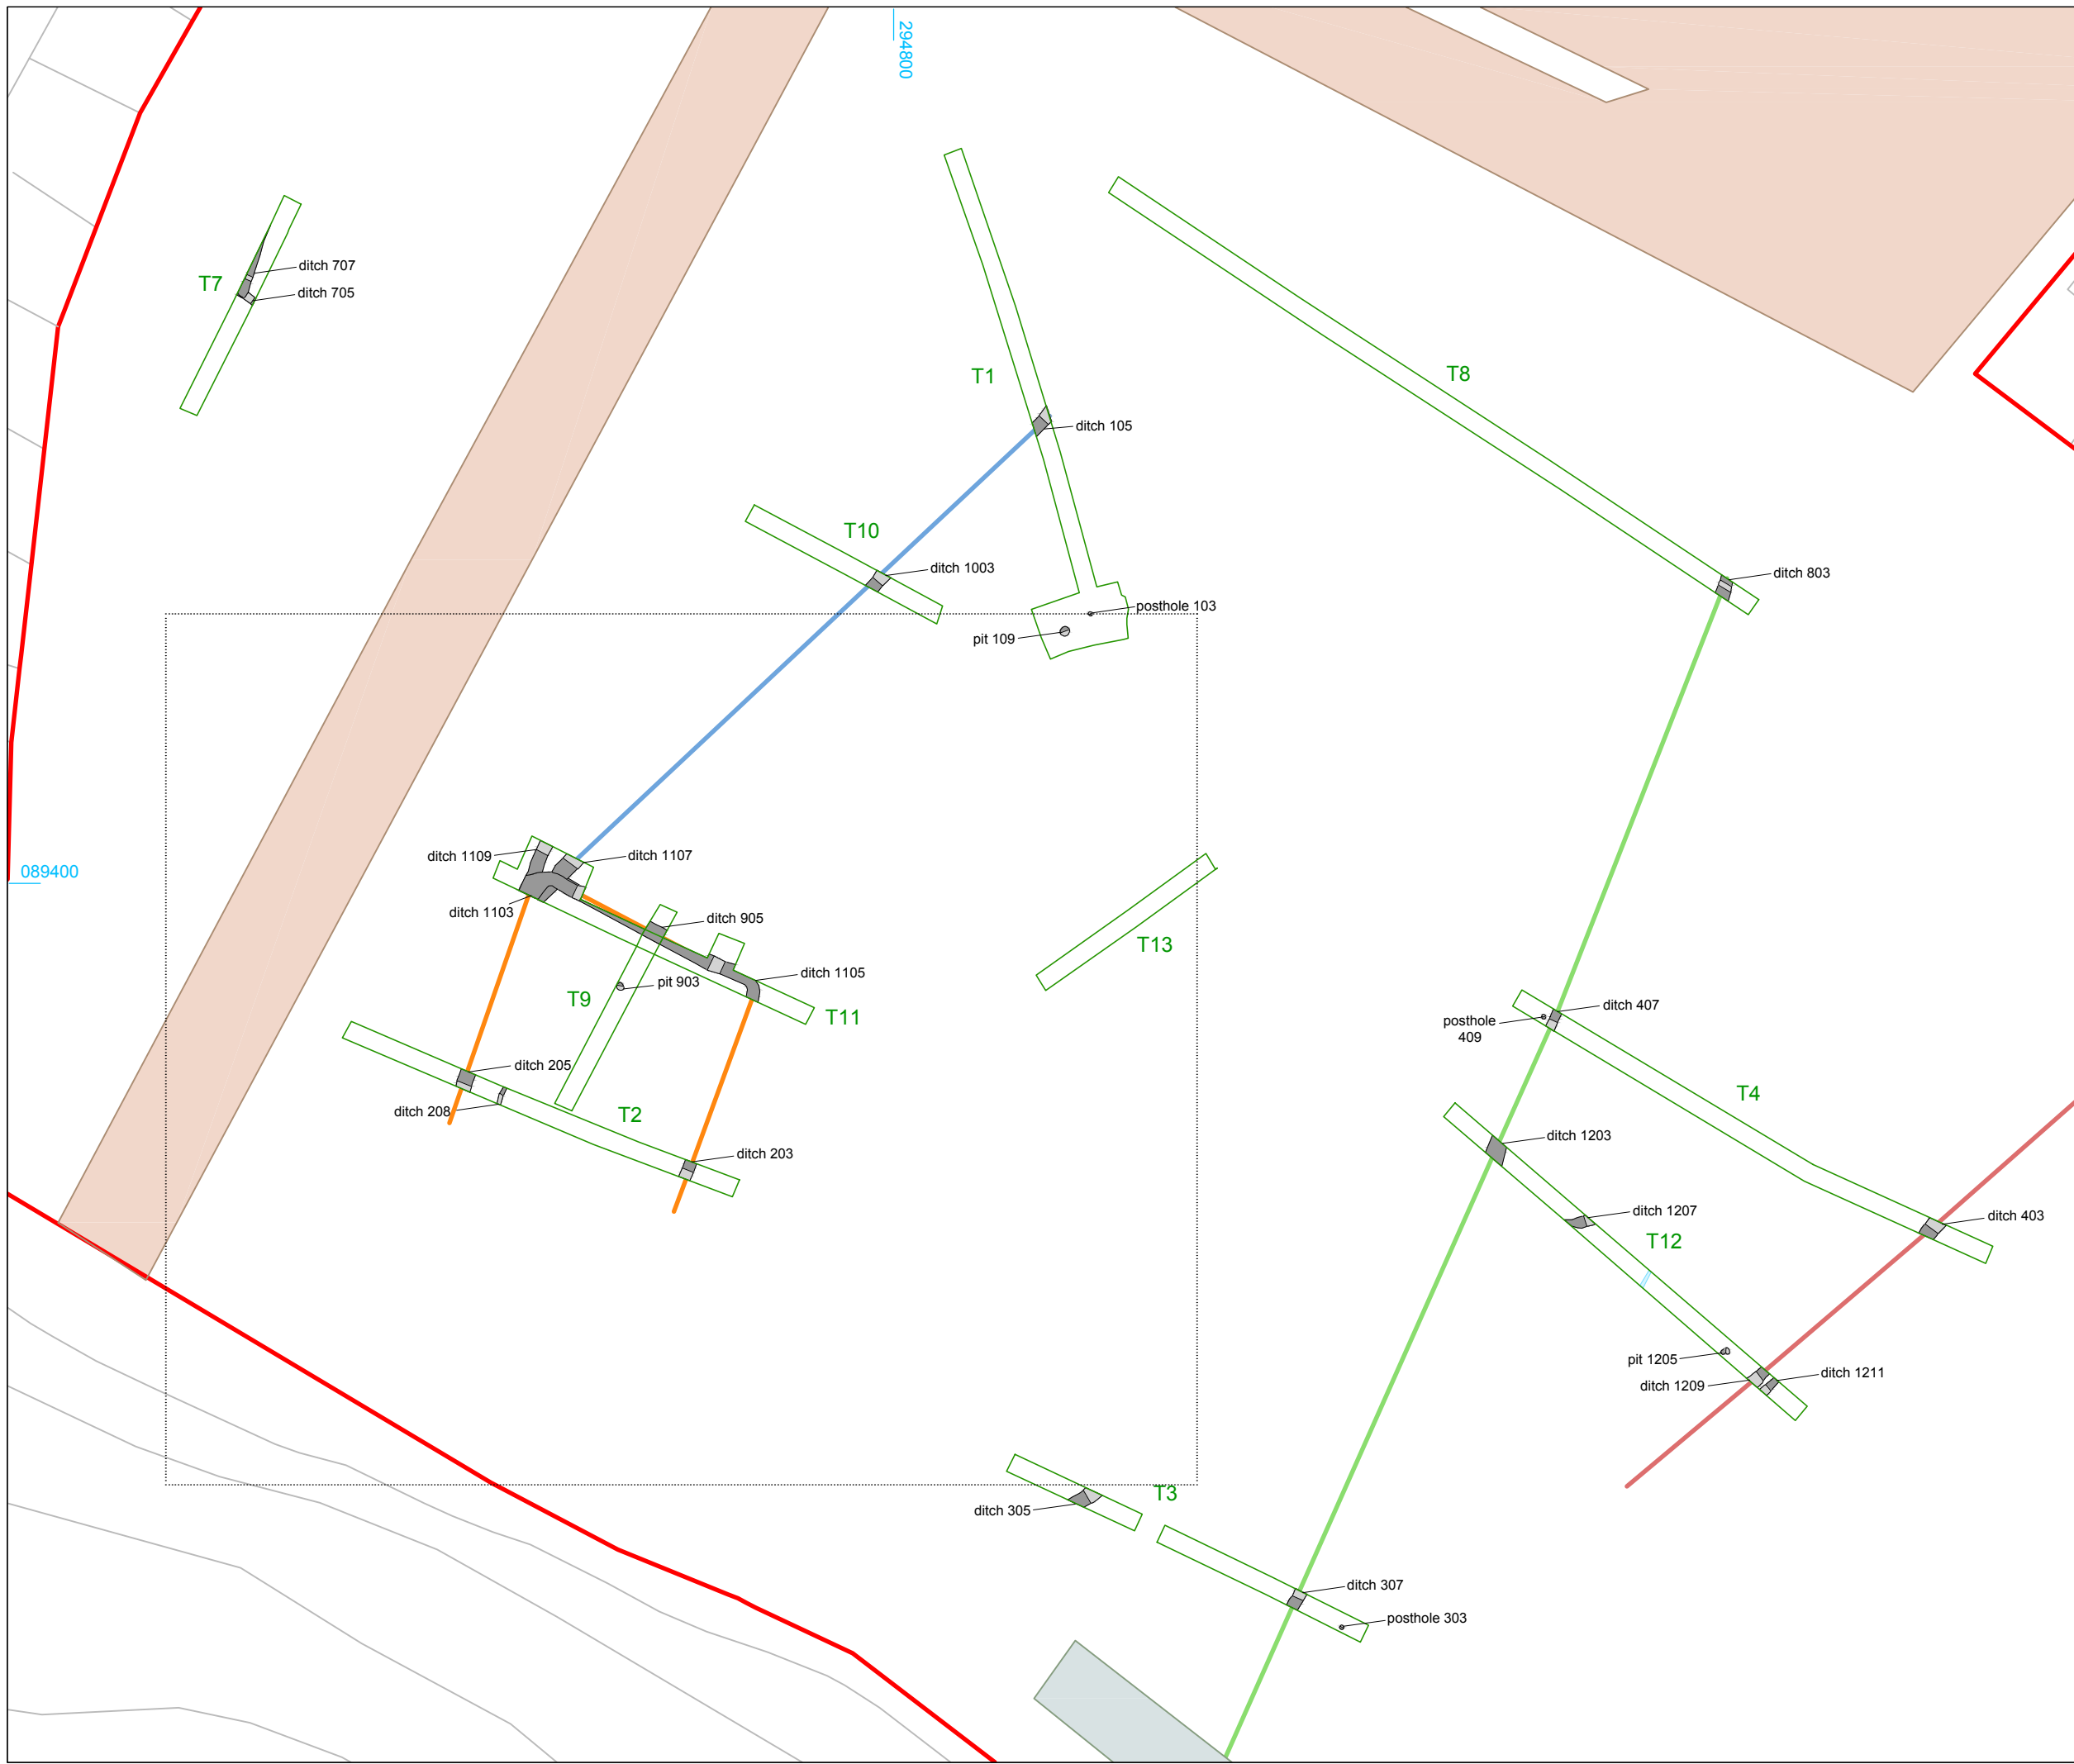 294800
ditch 707
T7
ditch 705
T1
T8
ditch 105
T10
ditch 1003
ditch 803
posthole 103
pit 109
ditch 1109
ditch 1107
089400
ditch 1103
ditch 905
T13
ditch 1105
pit 903
T9
T11
ditch 407
posthole
409
ditch 205
T4
ditch 208
T2
ditch 1203
ditch 203
ditch 1207
ditch 403
T12
pit 1205
ditch 1211
ditch 1209
T3
ditch 305
ditch 307
posthole 303